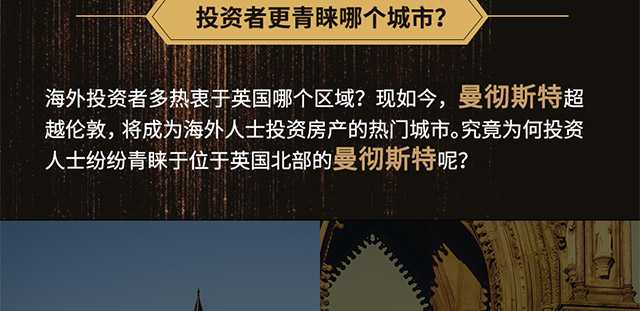 投资者更青睐哪个城市？
海外投资者多热衷于英国哪个区域？现如今，曼彻斯特超
越伦敦，将成为海外人士投资房产的热门城市。究竟为何投资
人士纷纷青睐于位于英国北部的曼彻斯特呢？